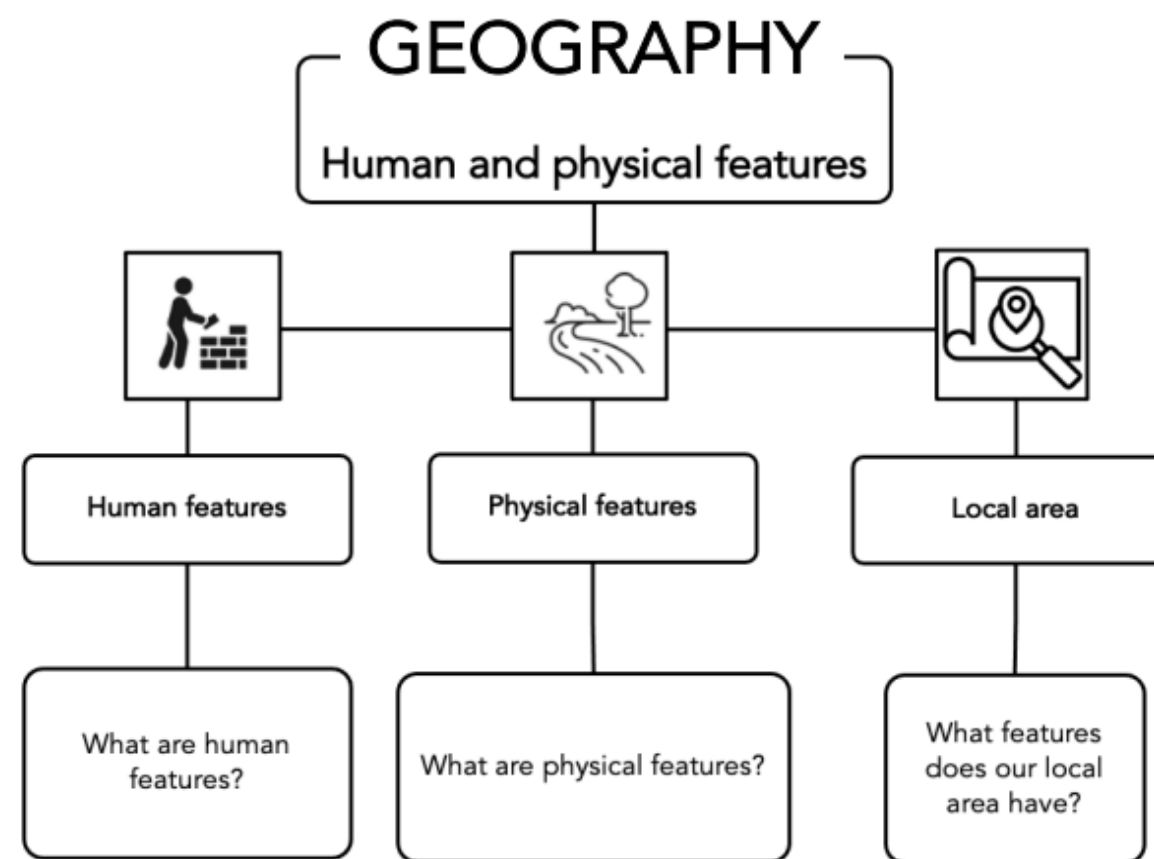 GEOGRAPHY
Human and physical features
Human features
Physical features
Local area
What are human
features?
What are physical features?
What features
does our local
area have?